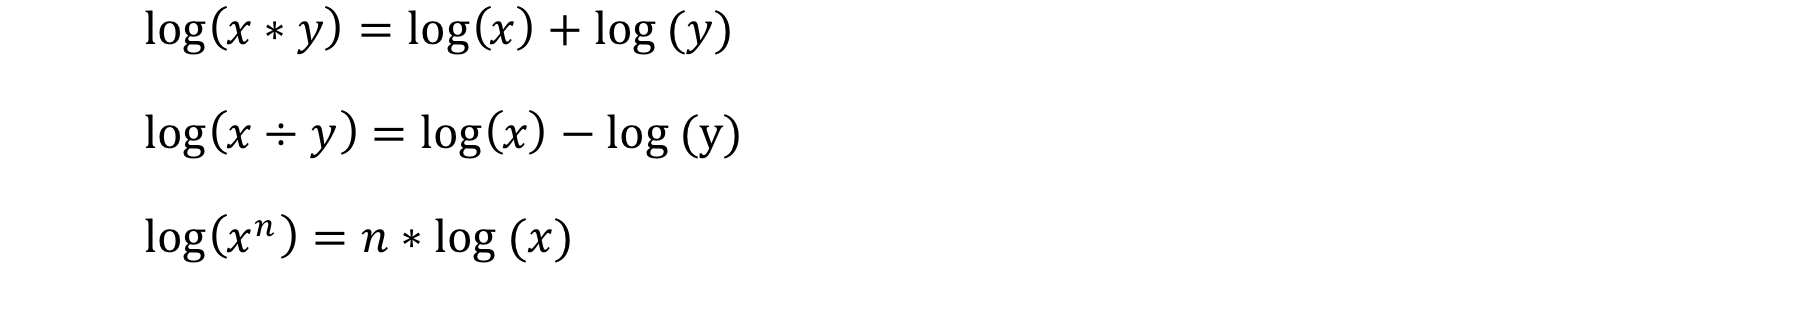 log(x ∗ y) = log(x) + log (y)
log(x ÷ y) = log(x) − log (y)
log(xⁿ) = n ∗ log (x)